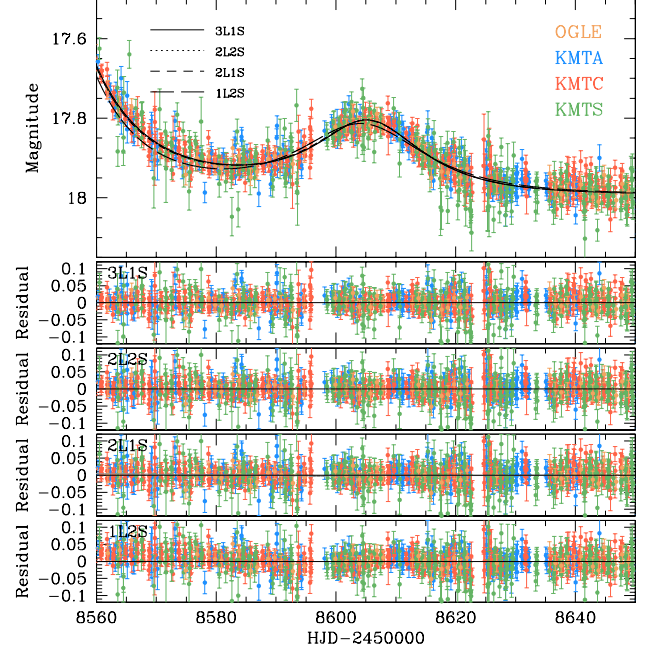 17.6
17.8
18
Magnitude
3L1S
2L2S
2L1S
1L2S
OGLE
KMTA
KMTC
KMTS
0.1
0.05
0
−0.05
−0.1
Residual
3L1S
0.1
0.05
0
−0.05
−0.1
Residual
2L2S
0.1
0.05
0
−0.05
−0.1
Residual
2L1S
0.1
0.05
0
−0.05
−0.1
Residual
1L2S
8560 8580 8600 8620 8640
HJD−2450000